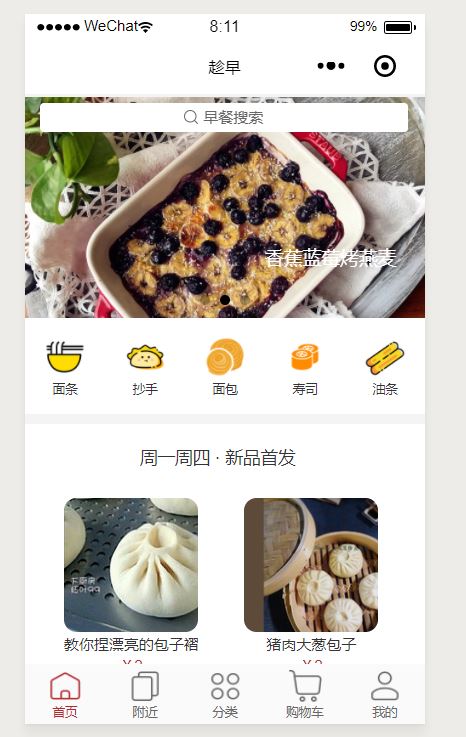 WeChat 8:11 99%
趁早
早餐搜索
香蕉蓝莓烤燕麦
面条 抄手 面包 寿司 油条
周一周四 · 新品首发
下厨房
教你捏漂亮的包子褶 猪肉大葱包子
首页 附近 分类 购物车 我的